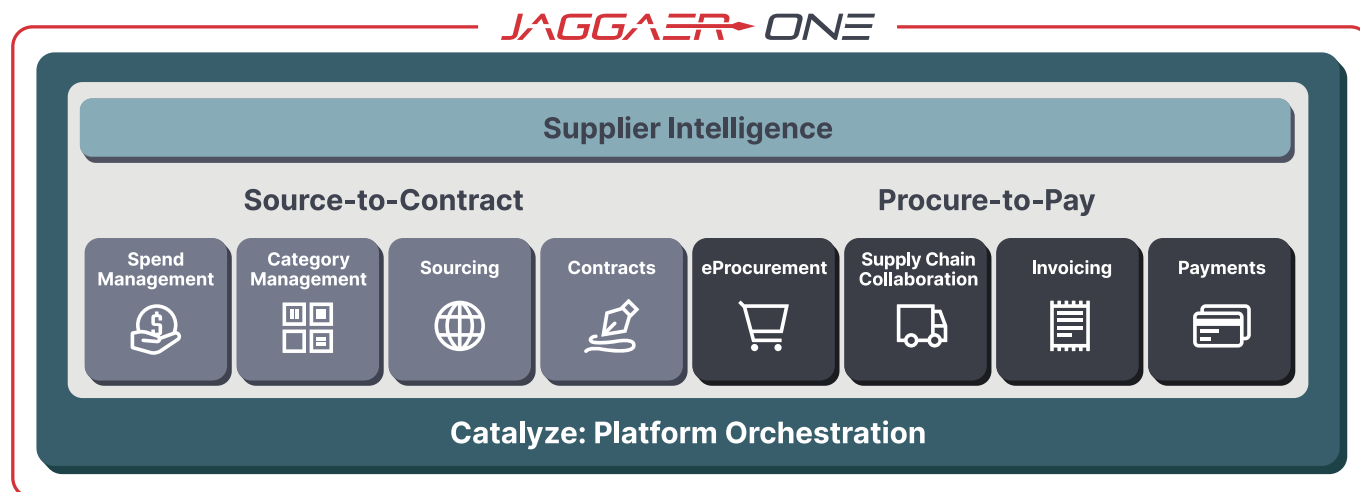 JAGGAER ONE
Supplier Intelligence
Source-to-Contract
Procure-to-Pay
Spend
Management
Category
Management
Sourcing
Contracts
eProcurement
Supply Chain
Collaboration
Invoicing
Payments
Catalyze: Platform Orchestration